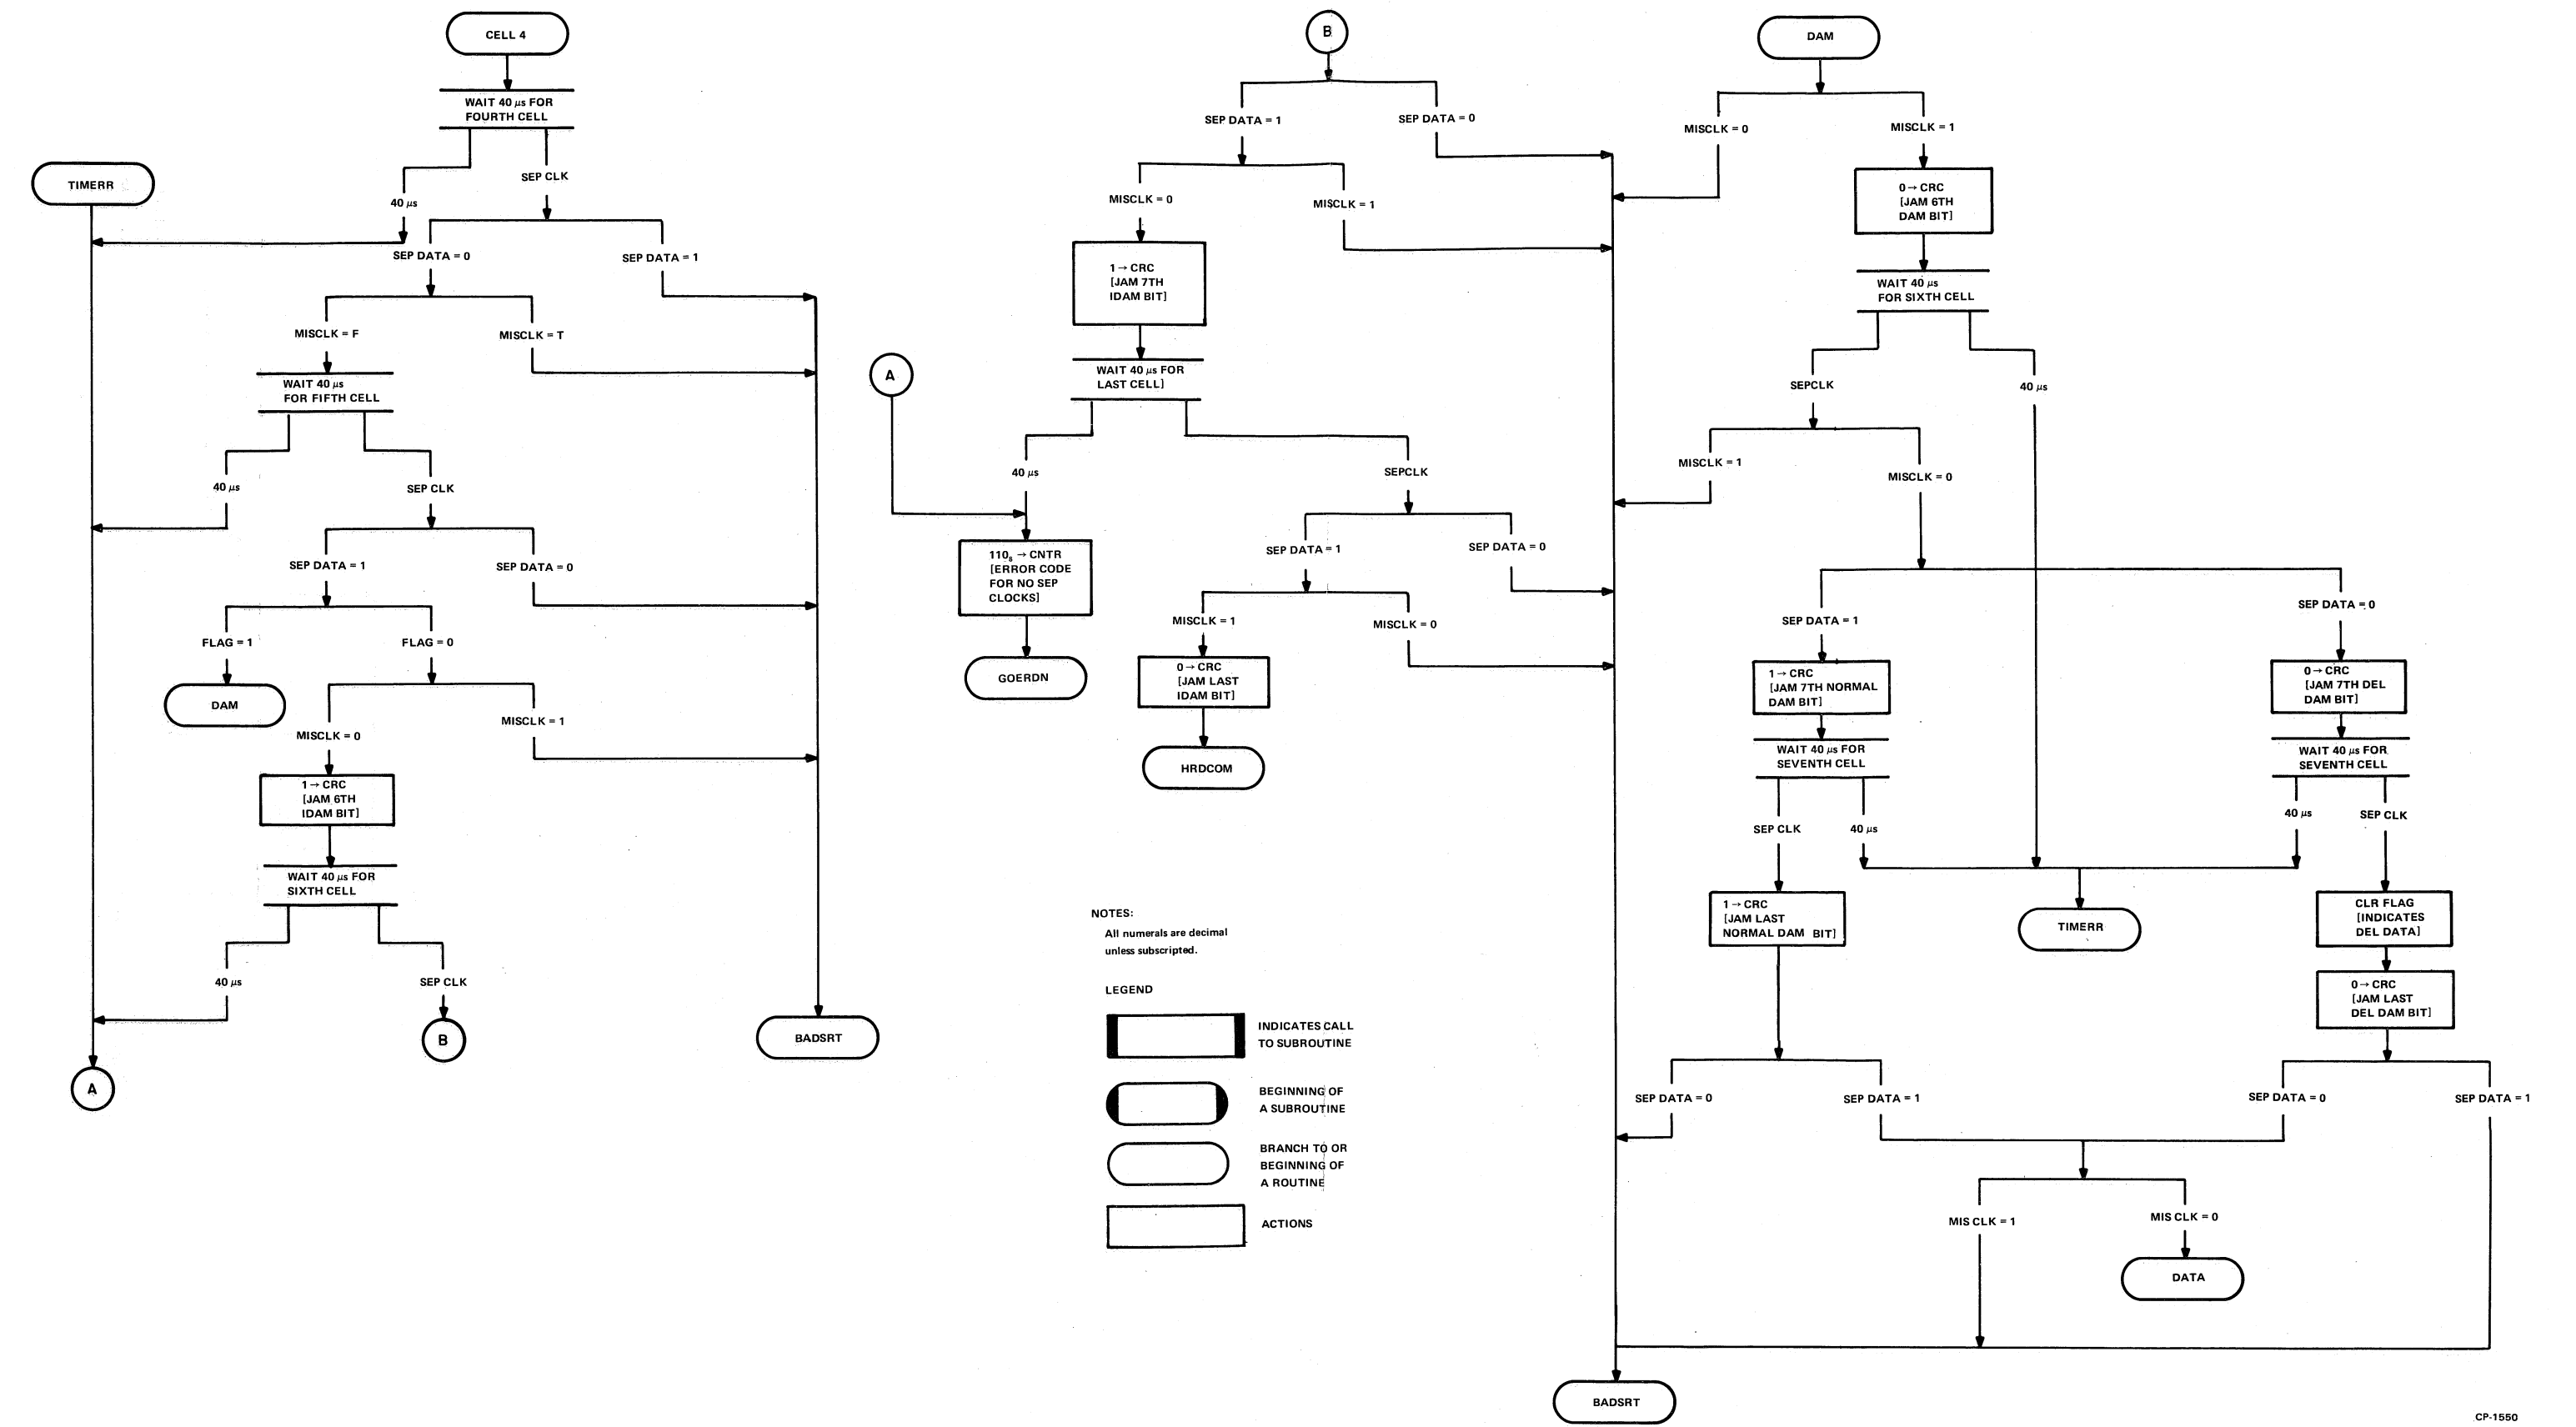 CELL 4
WAIT 40 μs FOR
FOURTH CELL
TIMERR
SEP CLK
40 μs
SEP DATA = 0
SEP DATA = 1
MISCLK = F
MISCLK = T
WAIT 40 μs
FOR FIFTH CELL
40 μs
SEP CLK
SEP DATA = 1
SEP DATA = 0
FLAG = 1
FLAG = 0
DAM
MISCLK = 0
MISCLK = 1
1 → CRC
[JAM 6TH
IDAM BIT]
WAIT 40 μs FOR
SIXTH CELL
40 μs
SEP CLK
A
B
BADSRT
B
SEP DATA = 1
SEP DATA = 0
MISCLK = 0
MISCLK = 1
1 → CRC
[JAM 7TH
IDAM BIT]
WAIT 40 μs FOR
LAST CELL]
A
40 μs
SEPCLK
110₈ → CNTR
[ERROR CODE
FOR NO SEP
CLOCKS]
GOERDN
SEP DATA = 1
SEP DATA = 0
MISCLK = 1
MISCLK = 0
0 → CRC
[JAM LAST
IDAM BIT]
HRDCOM
NOTES:
All numerals are decimal
unless subscripted.
LEGEND
INDICATES CALL
TO SUBROUTINE
BEGINNING OF
A SUBROUTINE
BRANCH TO OR
BEGINNING OF
A ROUTINE
ACTIONS
DAM
MISCLK = 0
MISCLK = 1
0 → CRC
[JAM 6TH
DAM BIT]
WAIT 40 μs
FOR SIXTH CELL
SEPCLK
40 μs
MISCLK = 1
MISCLK = 0
SEP DATA = 1
SEP DATA = 0
1 → CRC
[JAM 7TH NORMAL
DAM BIT]
0 → CRC
[JAM 7TH DEL
DAM BIT]
WAIT 40 μs FOR
SEVENTH CELL
WAIT 40 μs FOR
SEVENTH CELL
SEP CLK
40 μs
40 μs
SEP CLK
1 → CRC
[JAM LAST
NORMAL DAM BIT]
TIMERR
CLR FLAG
[INDICATES
DEL DATA]
0 → CRC
[JAM LAST
DEL DAM BIT]
SEP DATA = 0
SEP DATA = 1
SEP DATA = 0
SEP DATA = 1
MIS CLK = 1
MIS CLK = 0
DATA
BADSRT
CP-1550